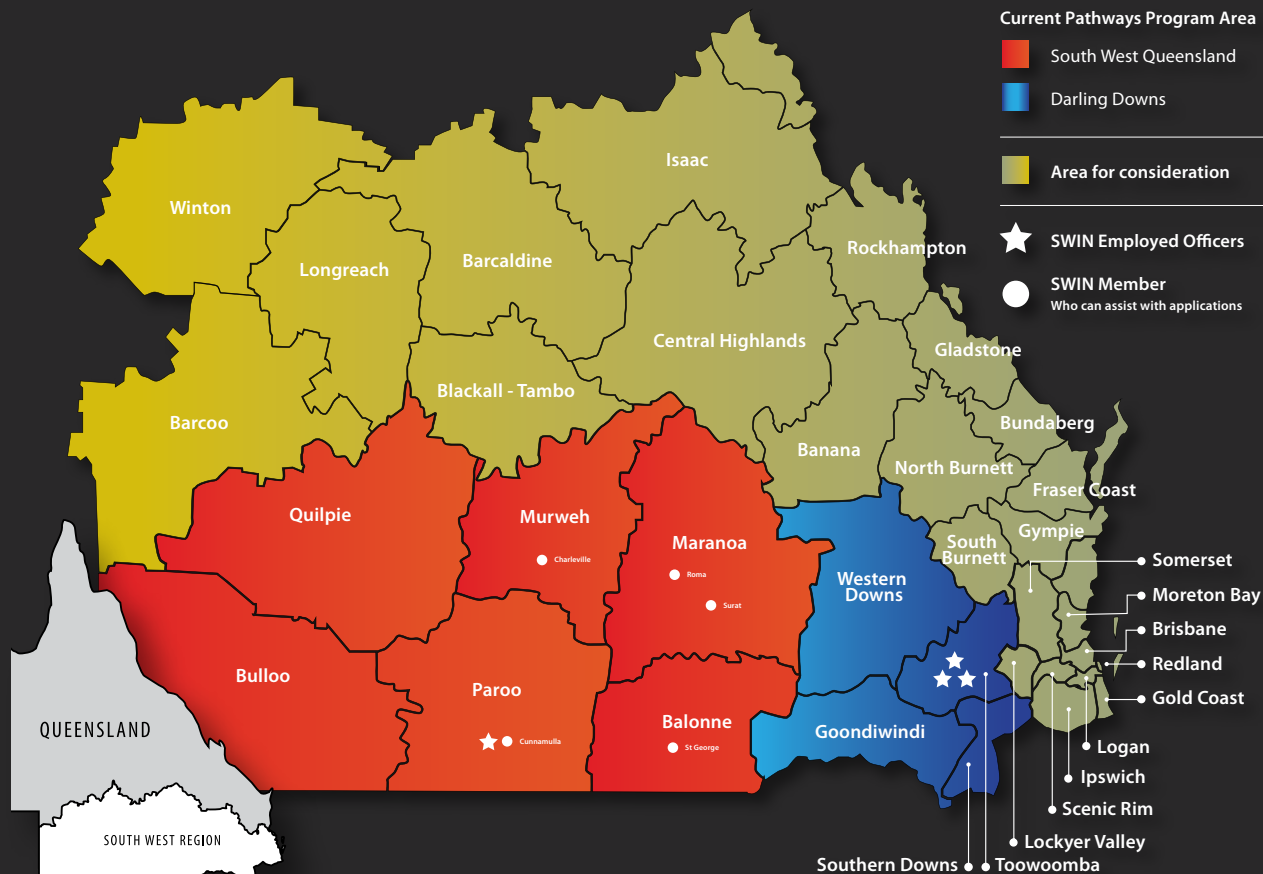 Current Pathways Program Area
South West Queensland
Darling Downs
Area for consideration
SWIN Employed Officers
SWIN Member
Who can assist with applications
Isaac
Winton
Rockhampton
Barcaldine
Longreach
Central Highlands
Gladstone
Blackall - Tambo
Barcoo
Bundaberg
Banana
North Burnett
Fraser Coast
Quilpie
Murweh
Gympie
Maranoa
South
Burnett
Charleville
Somerset
Roma
Western
Downs
Moreton Bay
Surat
Brisbane
Redland
Bulloo
Paroo
Gold Coast
Balonne
QUEENSLAND
Goondiwindi
Cunnamulla
St George
Logan
Ipswich
Scenic Rim
SOUTH WEST REGION
Lockyer Valley
Southern Downs
Toowoomba